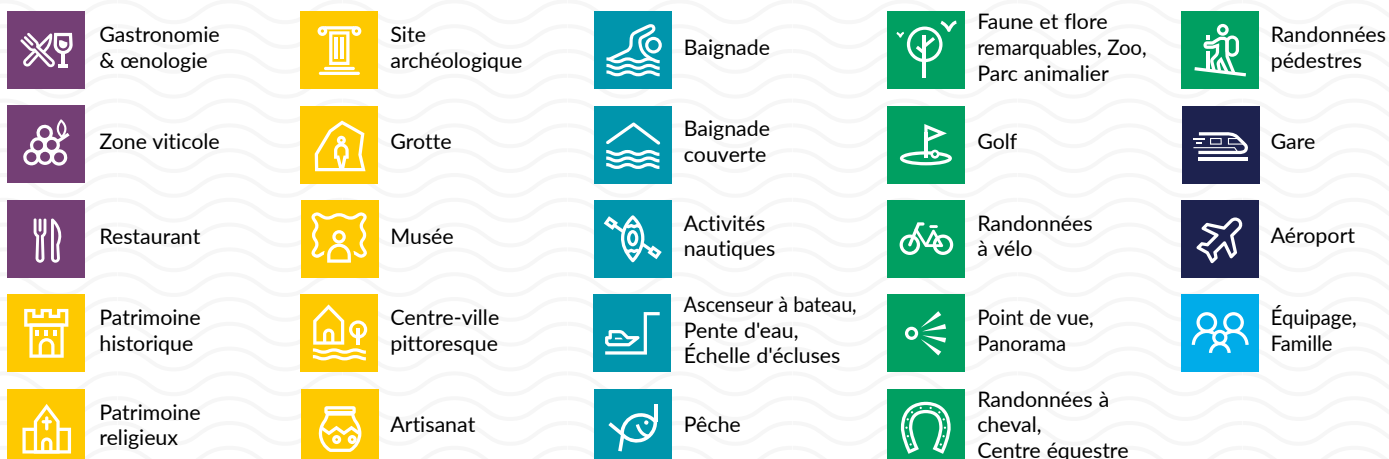 Gastronomie
& œnologie
Zone viticole
Restaurant
Patrimoine
historique
Patrimoine
religieux
Site
archéologique
Grotte
Musée
Centre-ville
pittoresque
Artisanat
Baignade
Baignade
couverte
Activités
nautiques
Ascenseur à bateau,
Pente d'eau,
Échelle d'écluses
Pêche
Faune et flore
remarquables, Zoo,
Parc animalier
Golf
Randonnées
à vélo
Point de vue,
Panorama
Randonnées à
cheval,
Centre équestre
Randonnées
pédestres
Gare
Aéroport
Équipage,
Famille